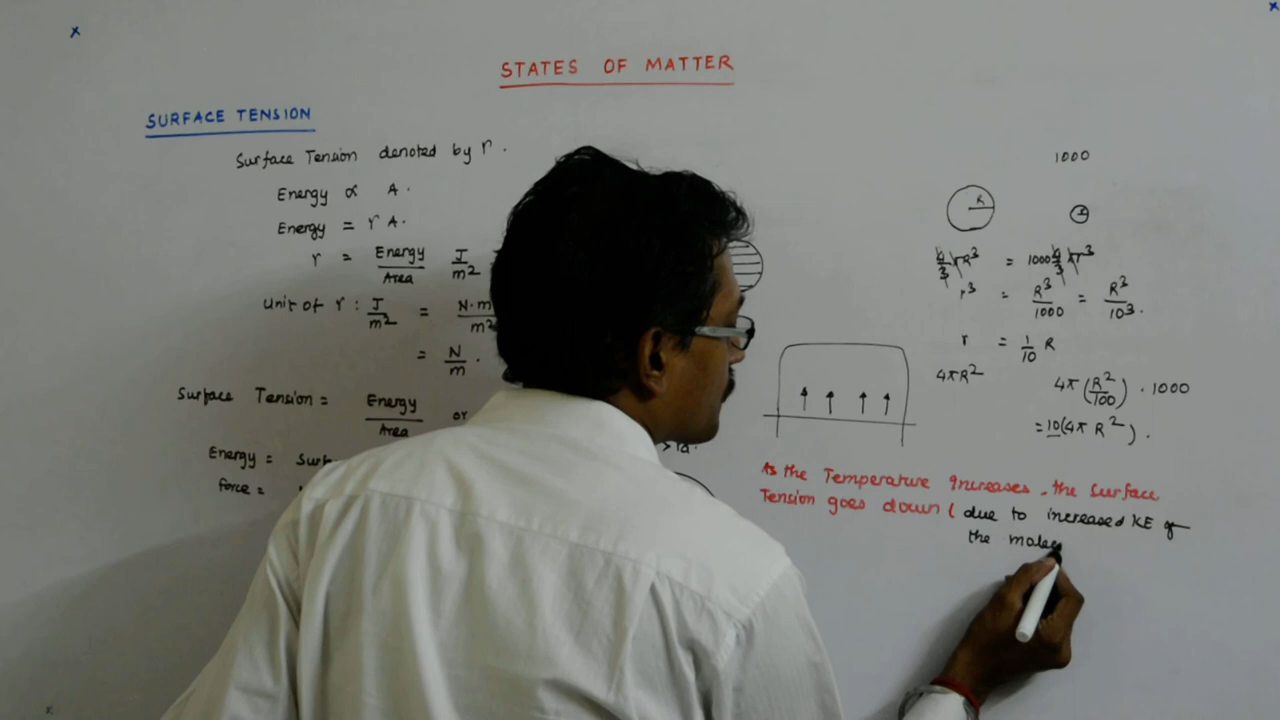 STATES OF MATTER
SURFACE TENSION
Surface Tension denoted by r.
Energy ∝ A.
Energy = r A.
r = Energy/Area J/m²
Unit of r : J/m² = N.m/m²
= N/m.
Surface Tension = Energy/Area or
Energy = Surf
Force =
1000
R
r
4/3 πR³ = 1000 4/3 πr³
r³ = R³/1000 = R³/10³.
r = 1/10 R
4πR² 4π(R²/100) . 1000
= 10(4πR²).
As the Temperature increases, the Surface
Tension goes down ( due to increased KE of
the molec